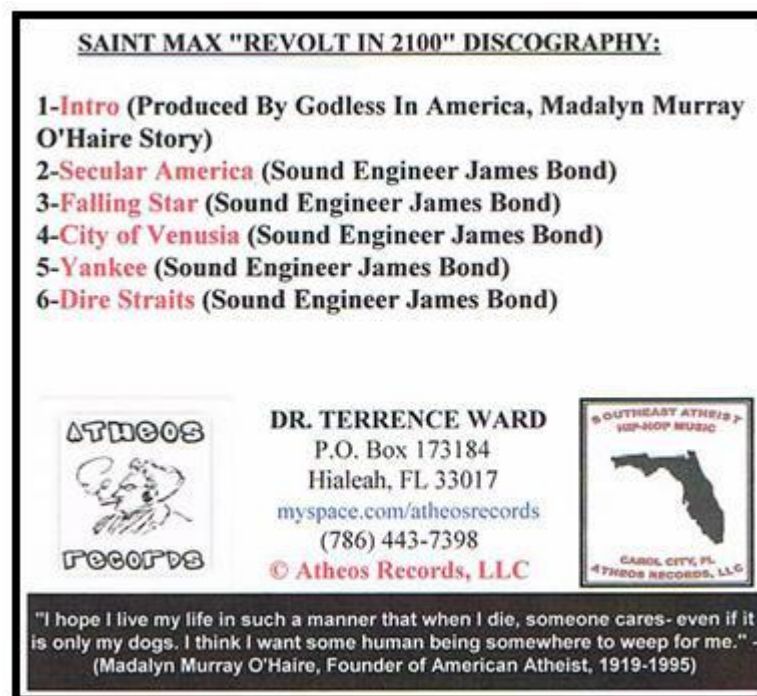 SAINT MAX "REVOLT IN 2100" DISCOGRAPHY:
1-Intro (Produced By Godless In America, Madalyn Murray
O'Haire Story)
2-Secular America (Sound Engineer James Bond)
3-Falling Star (Sound Engineer James Bond)
4-City of Venusia (Sound Engineer James Bond)
5-Yankee (Sound Engineer James Bond)
6-Dire Straits (Sound Engineer James Bond)
ATHEOS
records
DR. TERRENCE WARD
P.O. Box 173184
Hialeah, FL 33017
myspace.com/atheosrecords
(786) 443-7398
© Atheos Records, LLC
SOUTHEAST ATHEIST
HIP-HOP MUSIC
CAROL CITY, FL
ATHEOS RECORDS, LLC
"I hope I live my life in such a manner that when I die, someone cares- even if it
is only my dogs. I think I want some human being somewhere to weep for me." -
(Madalyn Murray O'Haire, Founder of American Atheist, 1919-1995)